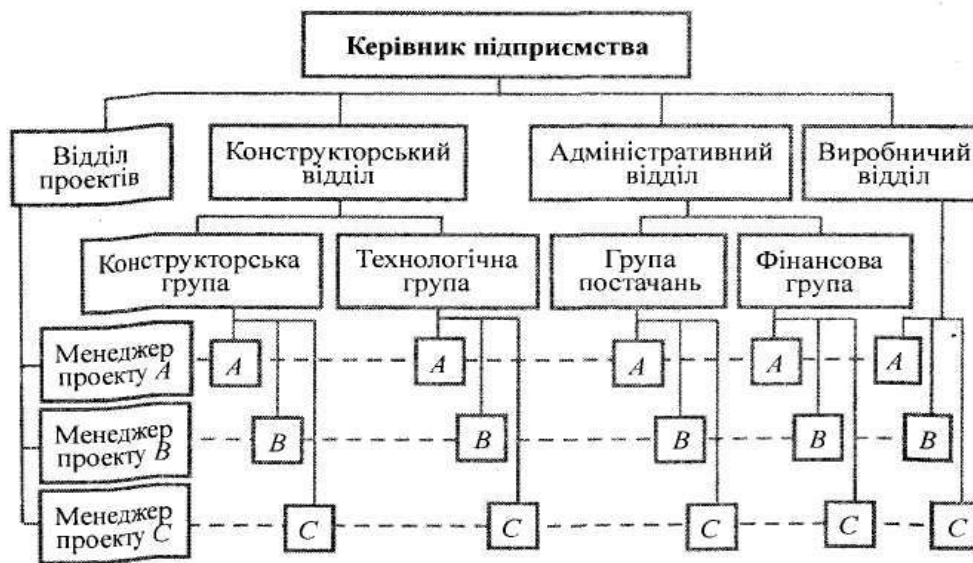 Керівник підприємства
Відділ
проектів
Конструкторський
відділ
Адміністративний
відділ
Виробничий
відділ
Конструкторська
група
Технологічна
група
Група
постачань
Фінансова
група
Менеджер
проекту А
А
А
А
А
А
Менеджер
проекту В
В
В
В
В
В
Менеджер
проекту С
С
С
С
С
С